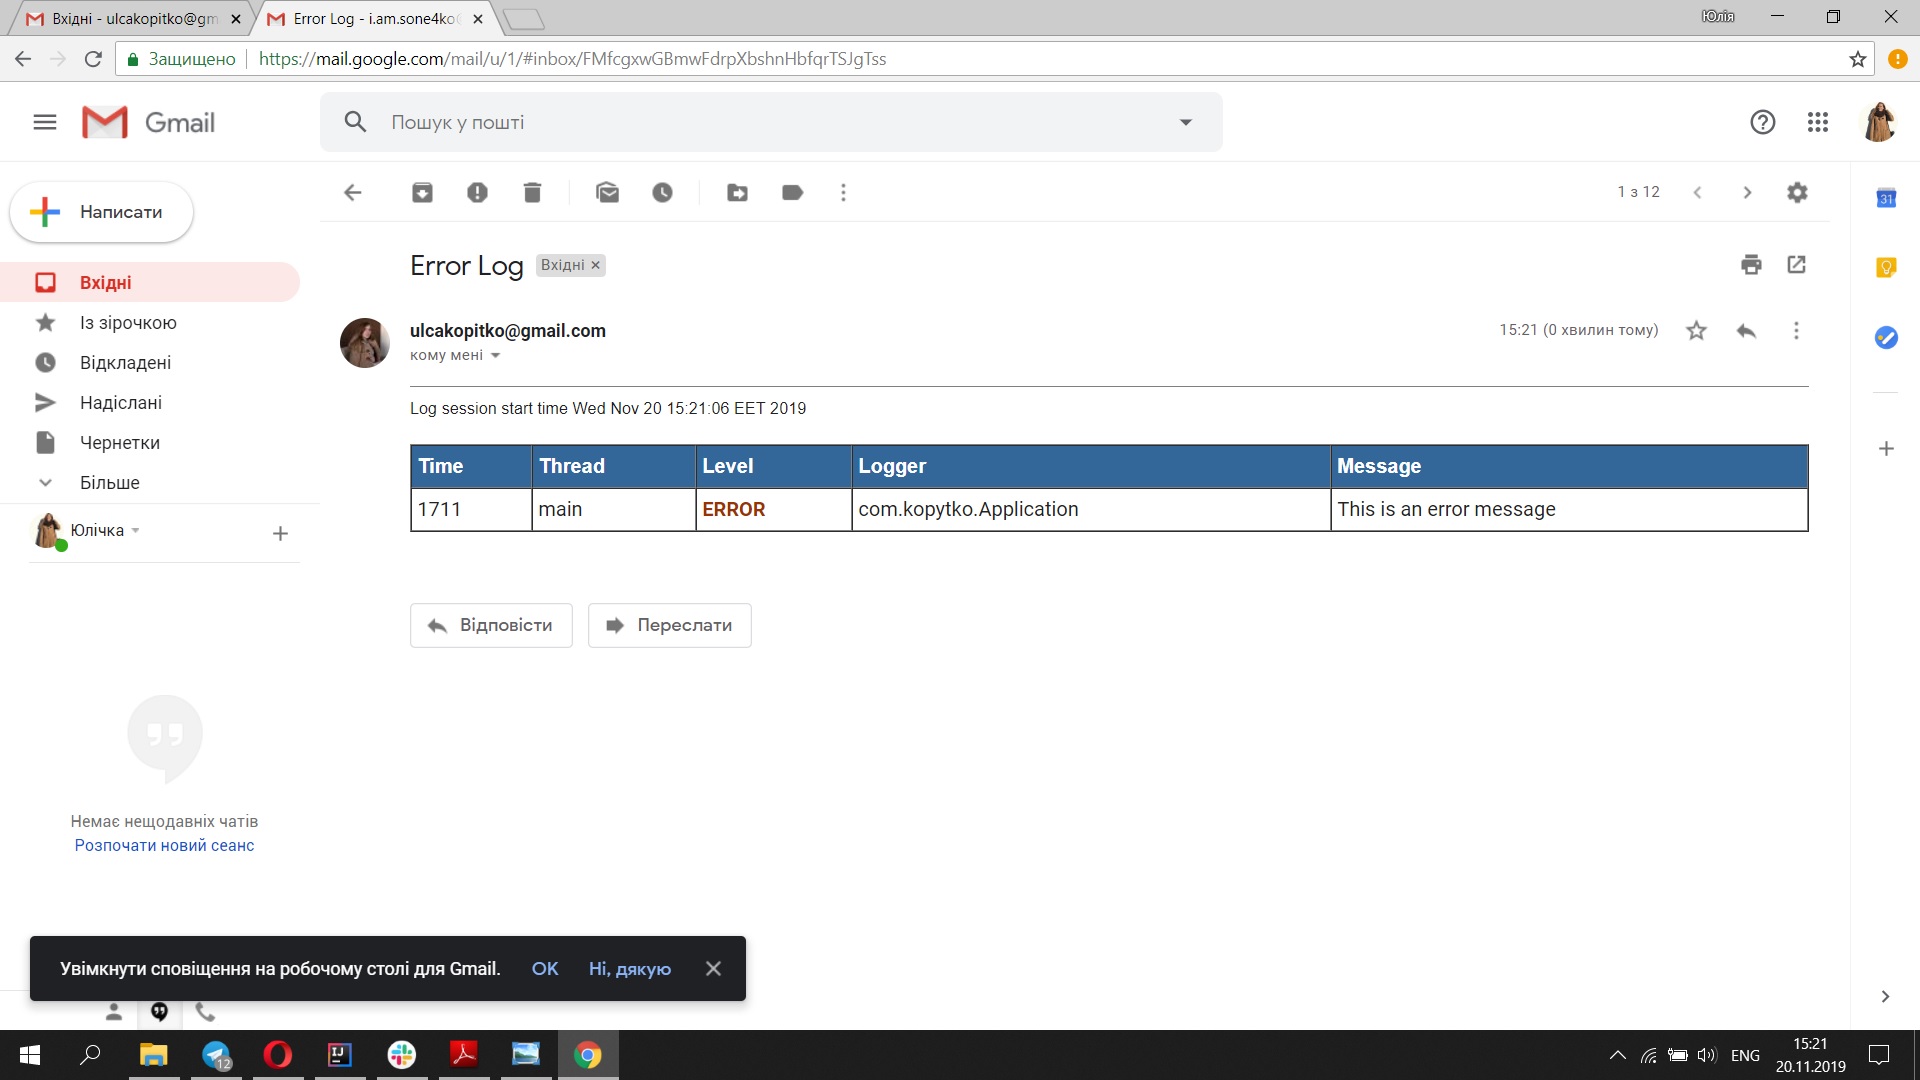 Вхідні - ulcakopitko@gm
Error Log - i.am.sone4ko
Юлія
Защищено
https://mail.google.com/mail/u/1/#inbox/FMfcgxwGBmwFdrpXbshnHbfqrTSJgTss
Gmail
Пошук у пошті
Написати
1 з 12
31
Error Log
Вхідні ×
Вхідні
Із зірочкою
Відкладені
Надіслані
Чернетки
Більше
Юлічка
ulcakopitko@gmail.com
15:21 (0 хвилин тому)
кому мені
Log session start time Wed Nov 20 15:21:06 EET 2019
Time Thread Level Logger Message
1711 main ERROR com.kopytko.Application This is an error message
Відповісти
Переслати
Немає нещодавніх чатів
Розпочати новий сеанс
Увімкнути сповіщення на робочому столі для Gmail. OK Ні, дякую
12
IJ
ENG
15:21
20.11.2019